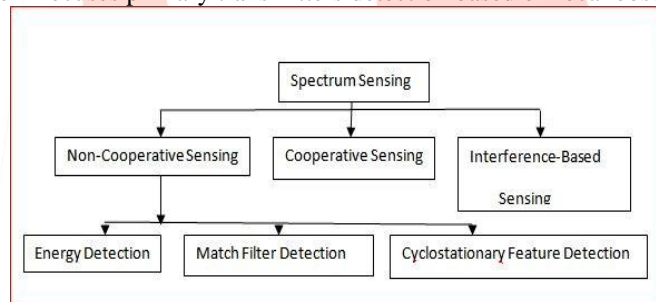 Spectrum Sensing
Non-Cooperative Sensing
Cooperative Sensing
Interference-Based
Sensing
Energy Detection
Match Filter Detection
Cyclostationary Feature Detection